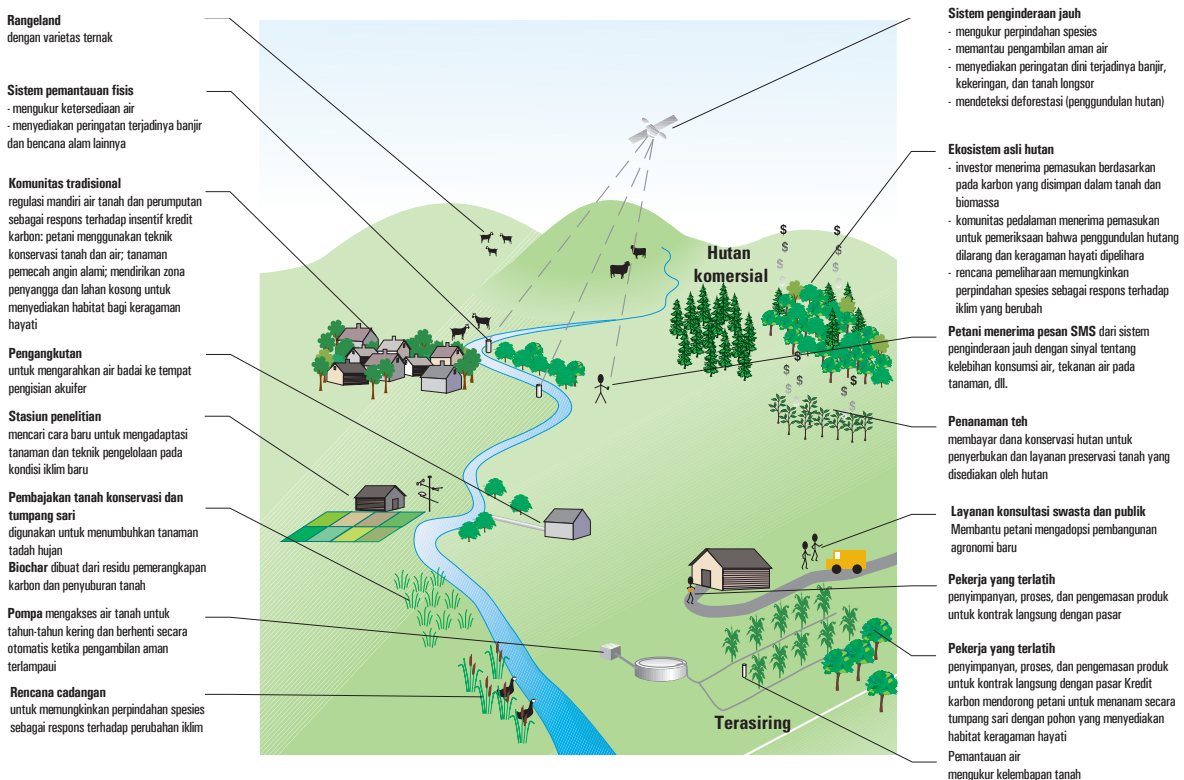 Rangeland
dengan varietas ternak
Sistem pemantauan fisis
- mengukur ketersediaan air
- menyediakan peringatan terjadinya banjir
dan bencana alam lainnya
Komunitas tradisional
regulasi mandiri air tanah dan perumputan
sebagai respons terhadap insentif kredit
karbon: petani menggunakan teknik
konservasi tanah dan air; tanaman
pemecah angin alami; mendirikan zona
penyangga dan lahan kosong untuk
menyediakan habitat bagi keragaman
hayati
Pengangkutan
untuk mengarahkan air badai ke tempat
pengisian akuifer
Stasiun penelitian
mencari cara baru untuk mengadaptasi
tanaman dan teknik pengelolaan pada
kondisi iklim baru
Pembajakan tanah konservasi dan
tumpang sari
digunakan untuk menumbuhkan tanaman
tadah hujan
Biochar dibuat dari residu pemerangkapan
karbon dan penyuburan tanah
Pompa mengakses air tanah untuk
tahun-tahun kering dan berhenti secara
otomatis ketika pengambilan aman
terlampaui
Rencana cadangan
untuk memungkinkan perpindahan spesies
sebagai respons terhadap perubahan iklim
Hutan
komersial
$
$
$
$
$
$
$
$
$
$
$
$
Terasiring
Sistem penginderaan jauh
- mengukur perpindahan spesies
- memantau pengambilan aman air
- menyediakan peringatan dini terjadinya banjir,
kekeringan, dan tanah longsor
- mendeteksi deforestasi (penggundulan hutan)
Ekosistem asli hutan
- investor menerima pemasukan berdasarkan
pada karbon yang disimpan dalam tanah dan
biomassa
- komunitas pedalaman menerima pemasukan
untuk pemeriksaan bahwa penggundulan hutang
dilarang dan keragaman hayati dipelihara
- rencana pemeliharaan memungkinkan
perpindahan spesies sebagai respons terhadap
iklim yang berubah
Petani menerima pesan SMS dari sistem
penginderaan jauh dengan sinyal tentang
kelebihan konsumsi air, tekanan air pada
tanaman, dll.
Penanaman teh
membayar dana konservasi hutan untuk
penyerbukan dan layanan preservasi tanah yang
disediakan oleh hutan
Layanan konsultasi swasta dan publik
Membantu petani mengadopsi pembangunan
agronomi baru
Pekerja yang terlatih
penyimpanan, proses, dan pengemasan produk
untuk kontrak langsung dengan pasar
Pekerja yang terlatih
penyimpanan, proses, dan pengemasan produk
untuk kontrak langsung dengan pasar Kredit
karbon mendorong petani untuk menanam secara
tumpang sari dengan pohon yang menyediakan
habitat keragaman hayati
Pemantauan air
mengukur kelembapan tanah